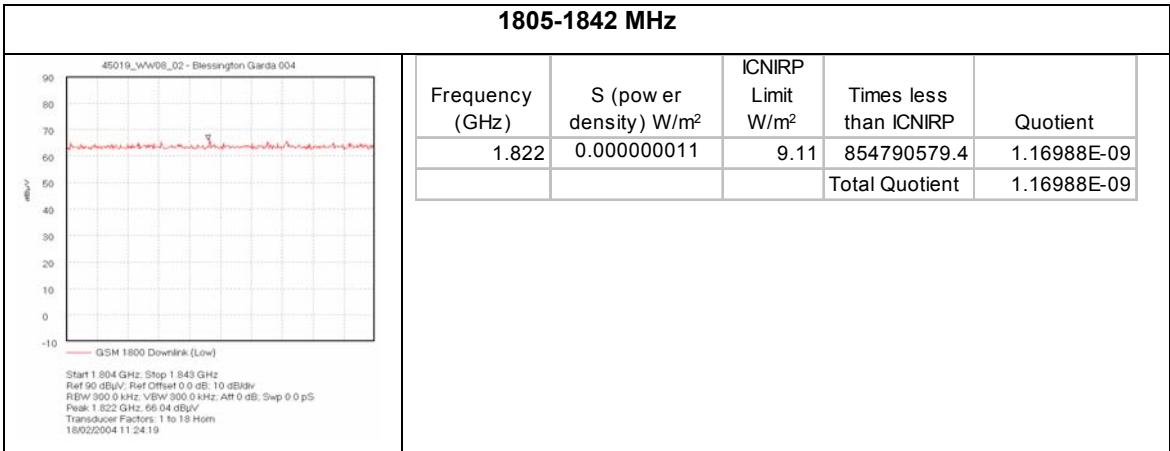 1805-1842 MHz
45019_WW08_02 - Blessington Garda 004
90
80
70
60
50
40
30
20
10
0
-10
dBµV
GSM 1800 Downlink (Low)
Start 1.804 GHz; Stop 1.843 GHz
Ref 90 dBµV; Ref Offset 0.0 dB; 10 dB/div
RBW 300.0 kHz; VBW 300.0 kHz; Att 0 dB; Swp 0.0 pS
Peak 1.822 GHz, 66.04 dBµV
Transducer Factors: 1 to 18 Horn
18/02/2004 11:24:19
Frequency (GHz) S (pow er density) W/m² ICNIRP Limit W/m² Times less than ICNIRP Quotient
1.822 0.000000011 9.11 854790579.4 1.16988E-09
Total Quotient 1.16988E-09